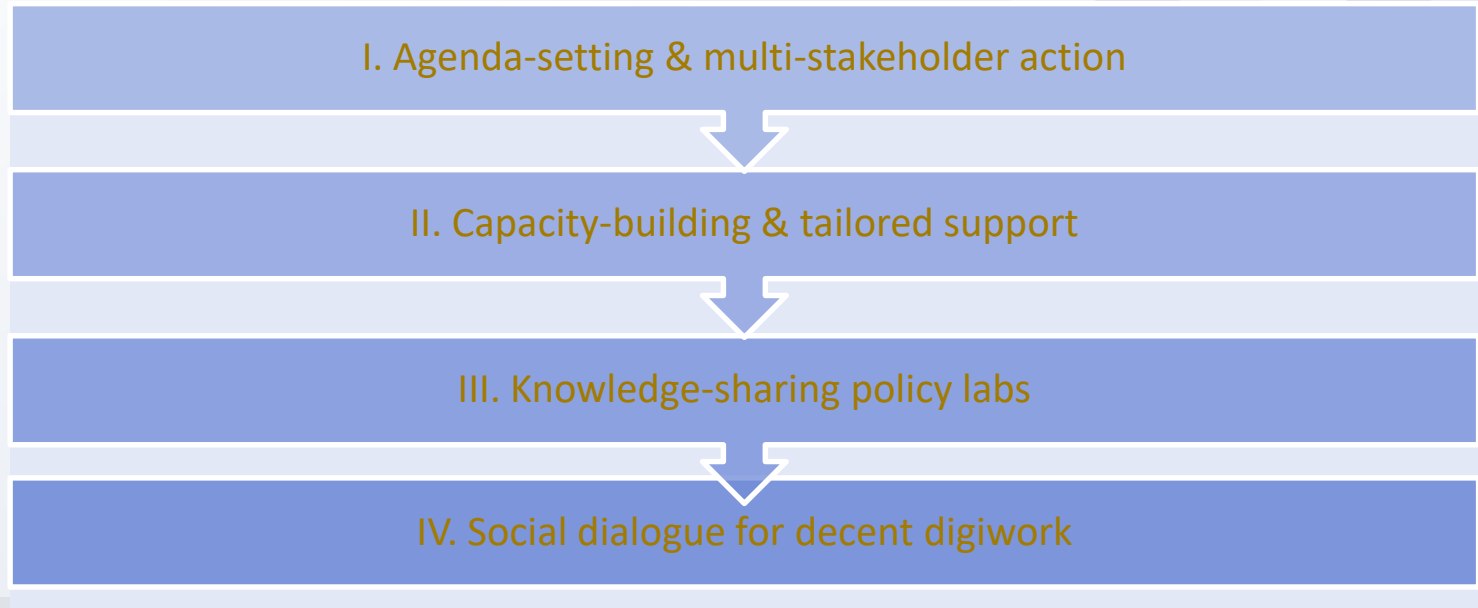 I. Agenda-setting & multi-stakeholder action
II. Capacity-building & tailored support
III. Knowledge-sharing policy labs
IV. Social dialogue for decent digiwork